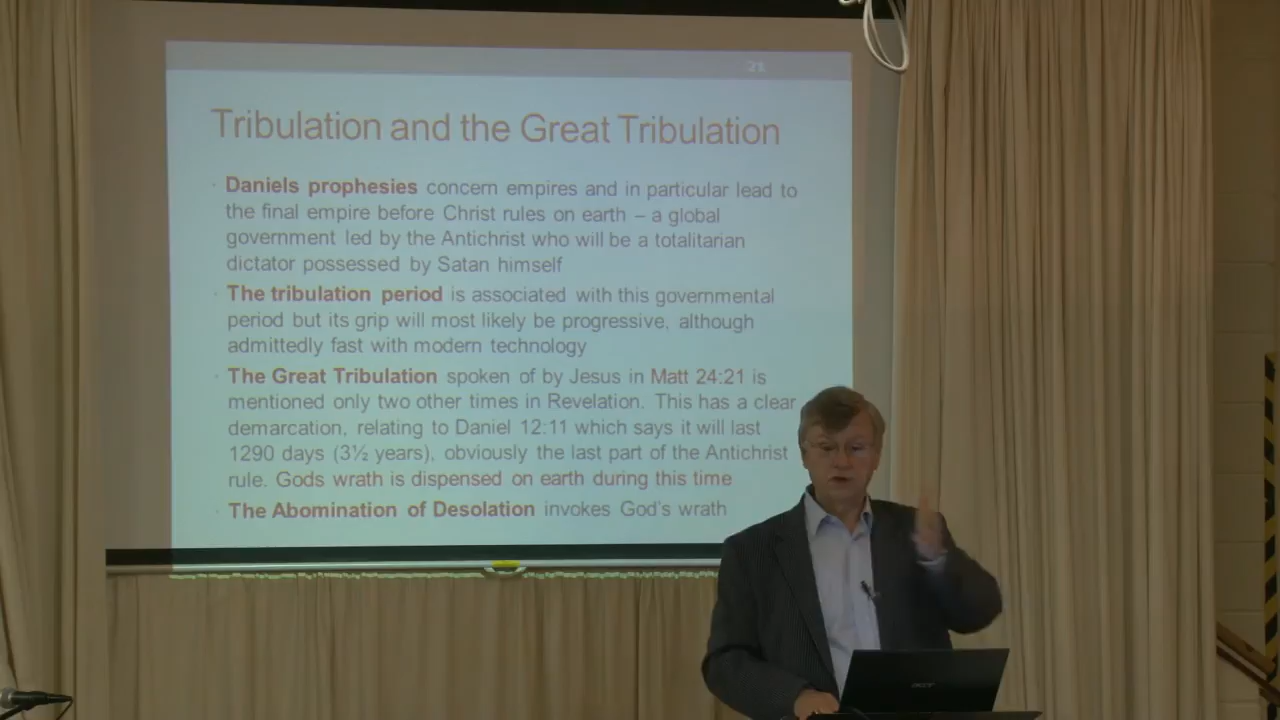 21
Tribulation and the Great Tribulation
Daniels prophesies concern empires and in particular lead to
the final empire before Christ rules on earth – a global
government led by the Antichrist who will be a totalitarian
dictator possessed by Satan himself
The tribulation period is associated with this governmental
period but its grip will most likely be progressive, although
admittedly fast with modern technology
The Great Tribulation spoken of by Jesus in Matt 24:21 is
mentioned only two other times in Revelation. This has a clear
demarcation, relating to Daniel 12:11 which says it will last
1290 days (3½ years), obviously the last part of the Antichrist
rule. Gods wrath is dispensed on earth during this time
The Abomination of Desolation invokes God's wrath
acer